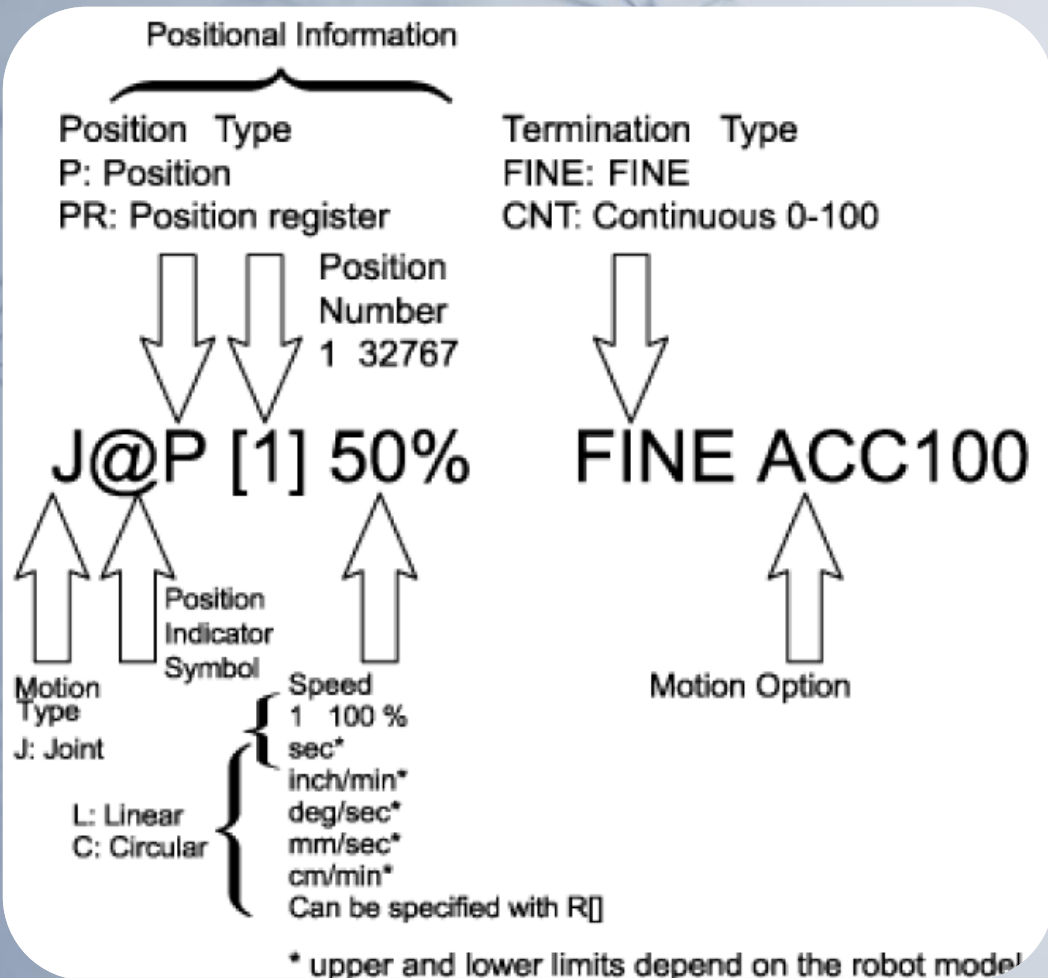 Positional Information
Position Type
P: Position
PR: Position register
Termination Type
FINE: FINE
CNT: Continuous 0-100
Position
Number
1 32767
J@P [1] 50% FINE ACC100
Position
Indicator
Symbol
Motion
Type
J: Joint
Speed
1 100 %
sec*
inch/min*
deg/sec*
mm/sec*
cm/min*
Can be specified with R[]
L: Linear
C: Circular
Motion Option
* upper and lower limits depend on the robot model